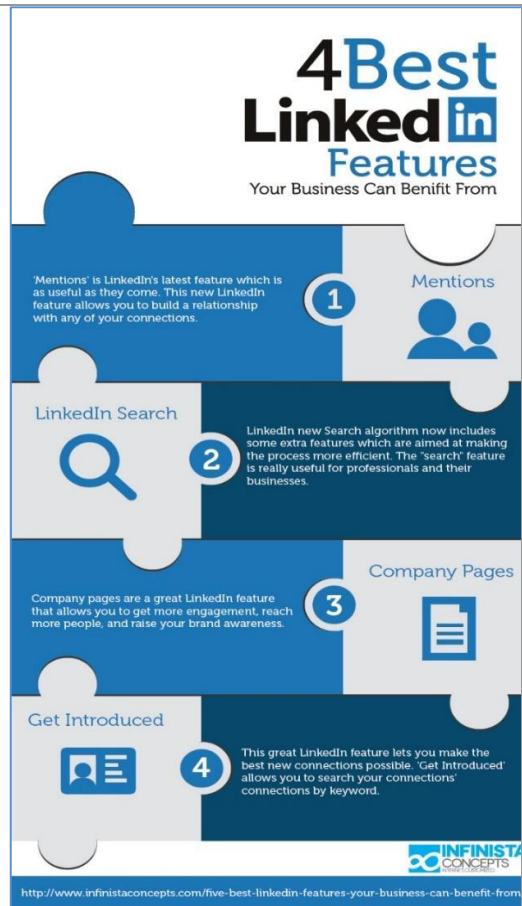 4Best
Linked in
Features
Your Business Can Benifit From
'Mentions' is LinkedIn's latest feature which is
as useful as they come. This new LinkedIn
feature allows you to build a relationship
with any of your connections.
1
Mentions
LinkedIn Search
2
LinkedIn new Search algorithm now includes
some extra features which are aimed at making
the process more efficient. The "search" feature
is really useful for professionals and their
businesses.
Company pages are a great LinkedIn feature
that allows you to get more engagement, reach
more people, and raise your brand awareness.
3
Company Pages
Get Introduced
4
This great LinkedIn feature lets you make the
best new connections possible. 'Get Introduced'
allows you to search your connections'
connections by keyword.
INFINISTA
CONCEPTS
http://www.infinistaconcepts.com/five-best-linkedin-features-your-business-can-benefit-from